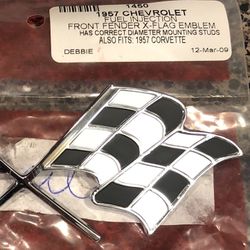 1450
1957 CHEVROLET
FUEL INJECTION
FRONT FENDER X-FLAG EMBLEM
HAS CORRECT DIAMETER MOUNTING STUDS
ALSO FITS: 1957 CORVETTE
DEBBIE 12-Mar-09